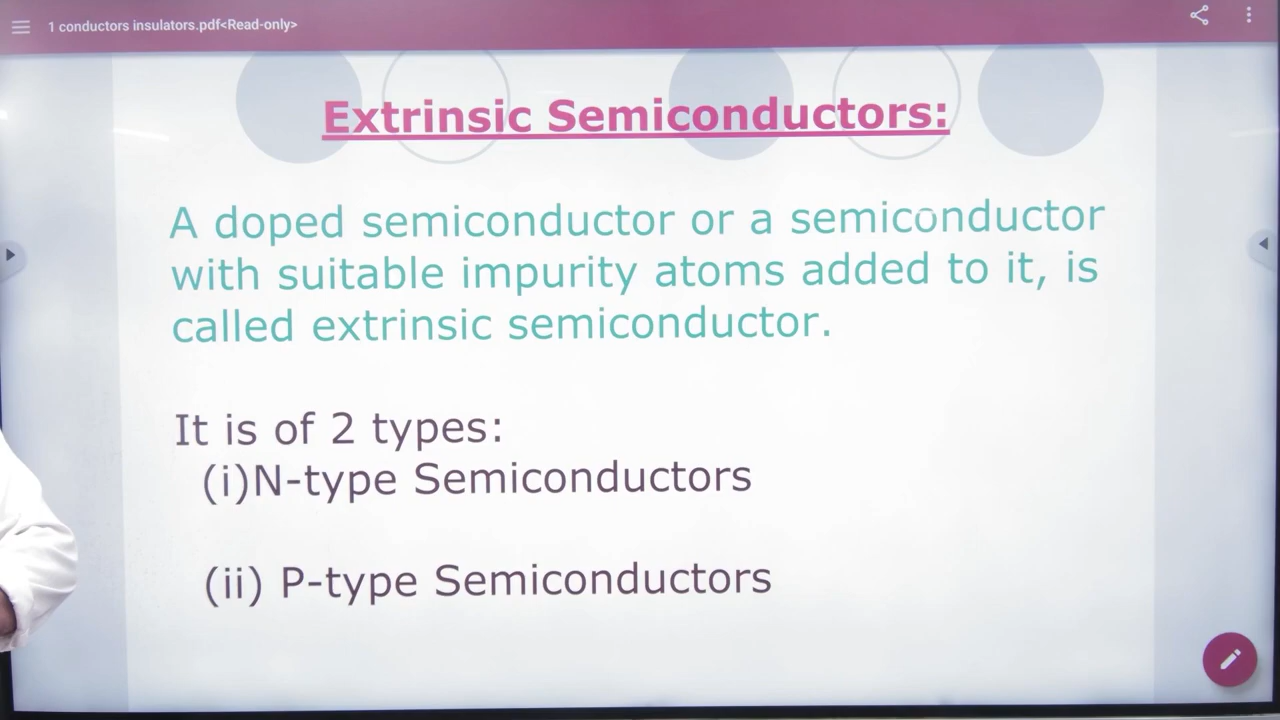 1 conductors insulators.pdf<Read-only>
Extrinsic Semiconductors:
A doped semiconductor or a semiconductor
with suitable impurity atoms added to it, is
called extrinsic semiconductor.
It is of 2 types:
(i)N-type Semiconductors
(ii) P-type Semiconductors